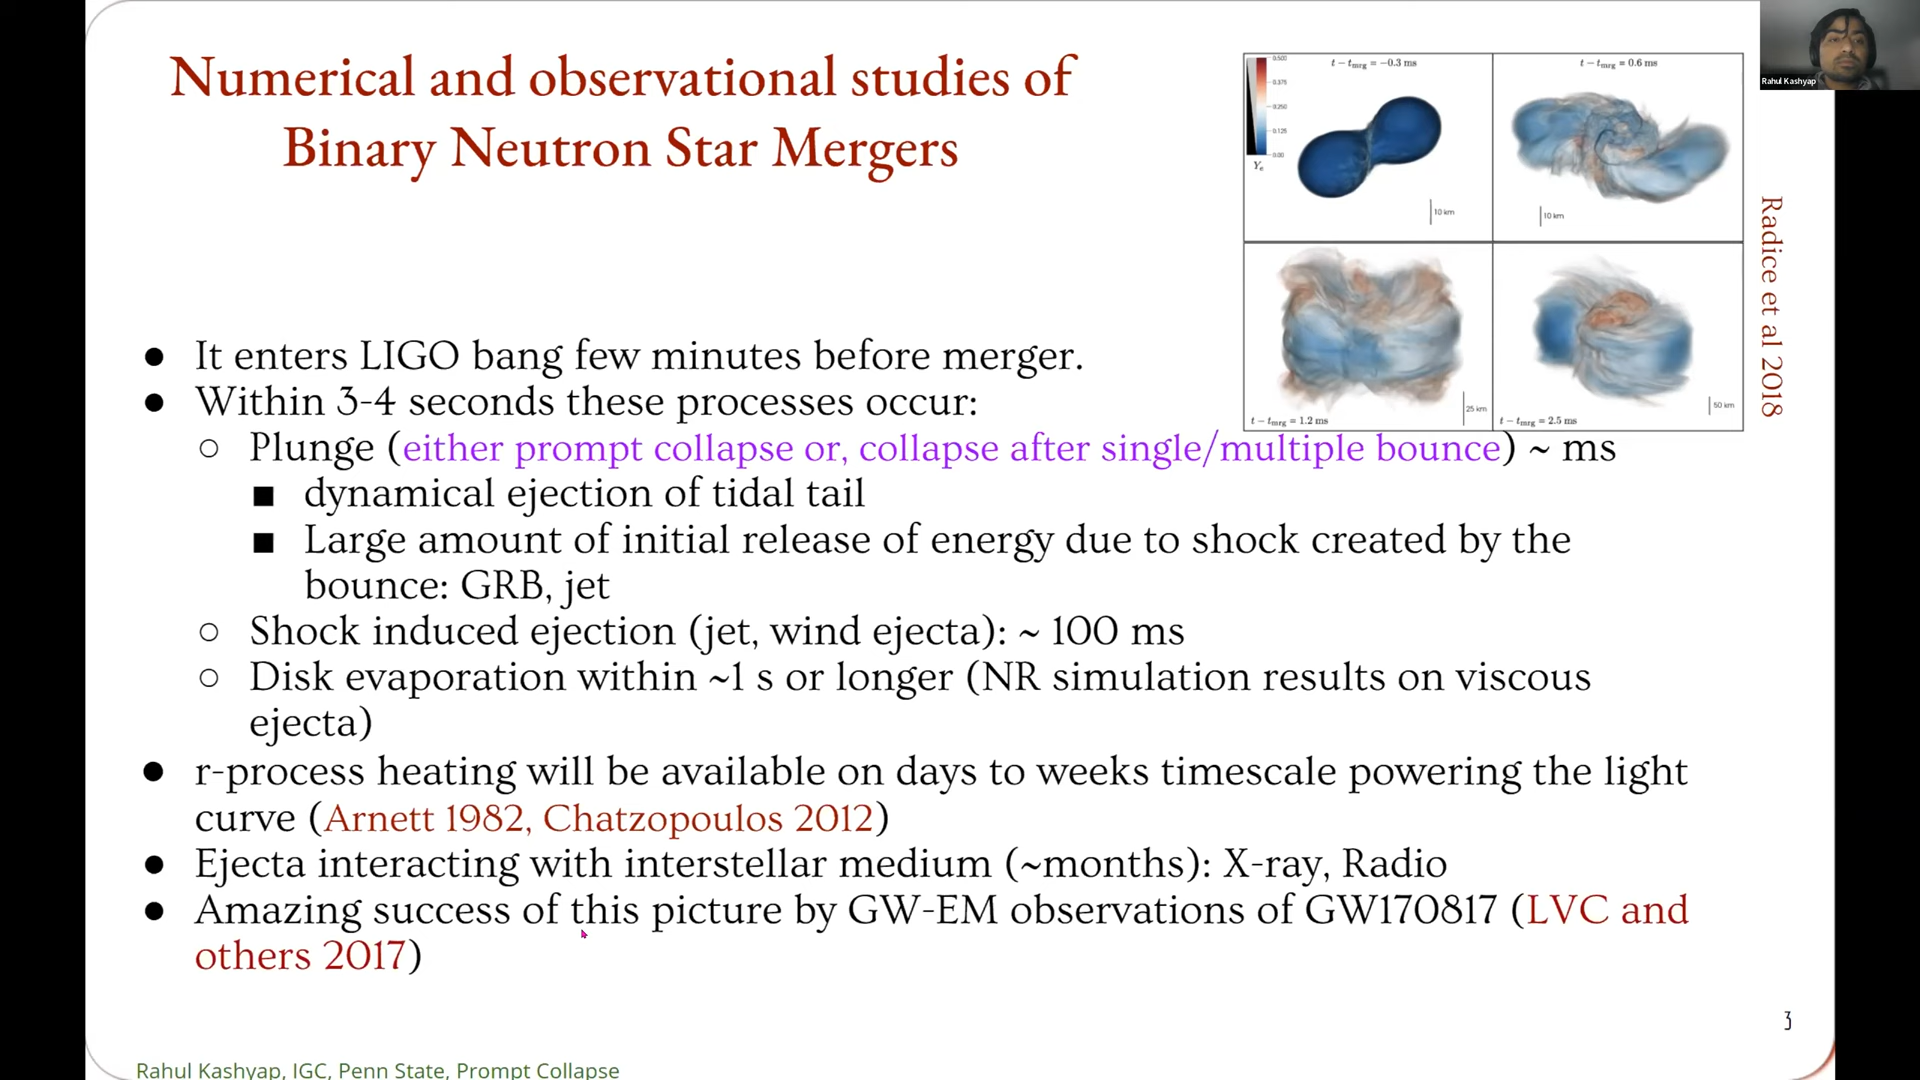 Numerical and observational studies of
Binary Neutron Star Mergers
t − tmrg = −0.3 ms
0.500
0.375
0.250
0.125
0.00
Ye
10 km
t − tmrg = 0.6 ms
10 km
t − tmrg = 1.2 ms
25 km
t − tmrg = 2.5 ms
50 km
Radice et al 2018
Rahul Kashyap
● It enters LIGO bang few minutes before merger.
● Within 3-4 seconds these processes occur:
○ Plunge (either prompt collapse or, collapse after single/multiple bounce) ~ ms
■ dynamical ejection of tidal tail
■ Large amount of initial release of energy due to shock created by the
bounce: GRB, jet
○ Shock induced ejection (jet, wind ejecta): ~ 100 ms
○ Disk evaporation within ~1 s or longer (NR simulation results on viscous
ejecta)
● r-process heating will be available on days to weeks timescale powering the light
curve (Arnett 1982, Chatzopoulos 2012)
● Ejecta interacting with interstellar medium (~months): X-ray, Radio
● Amazing success of this picture by GW-EM observations of GW170817 (LVC and
others 2017)
3
Rahul Kashyap, IGC, Penn State, Prompt Collapse